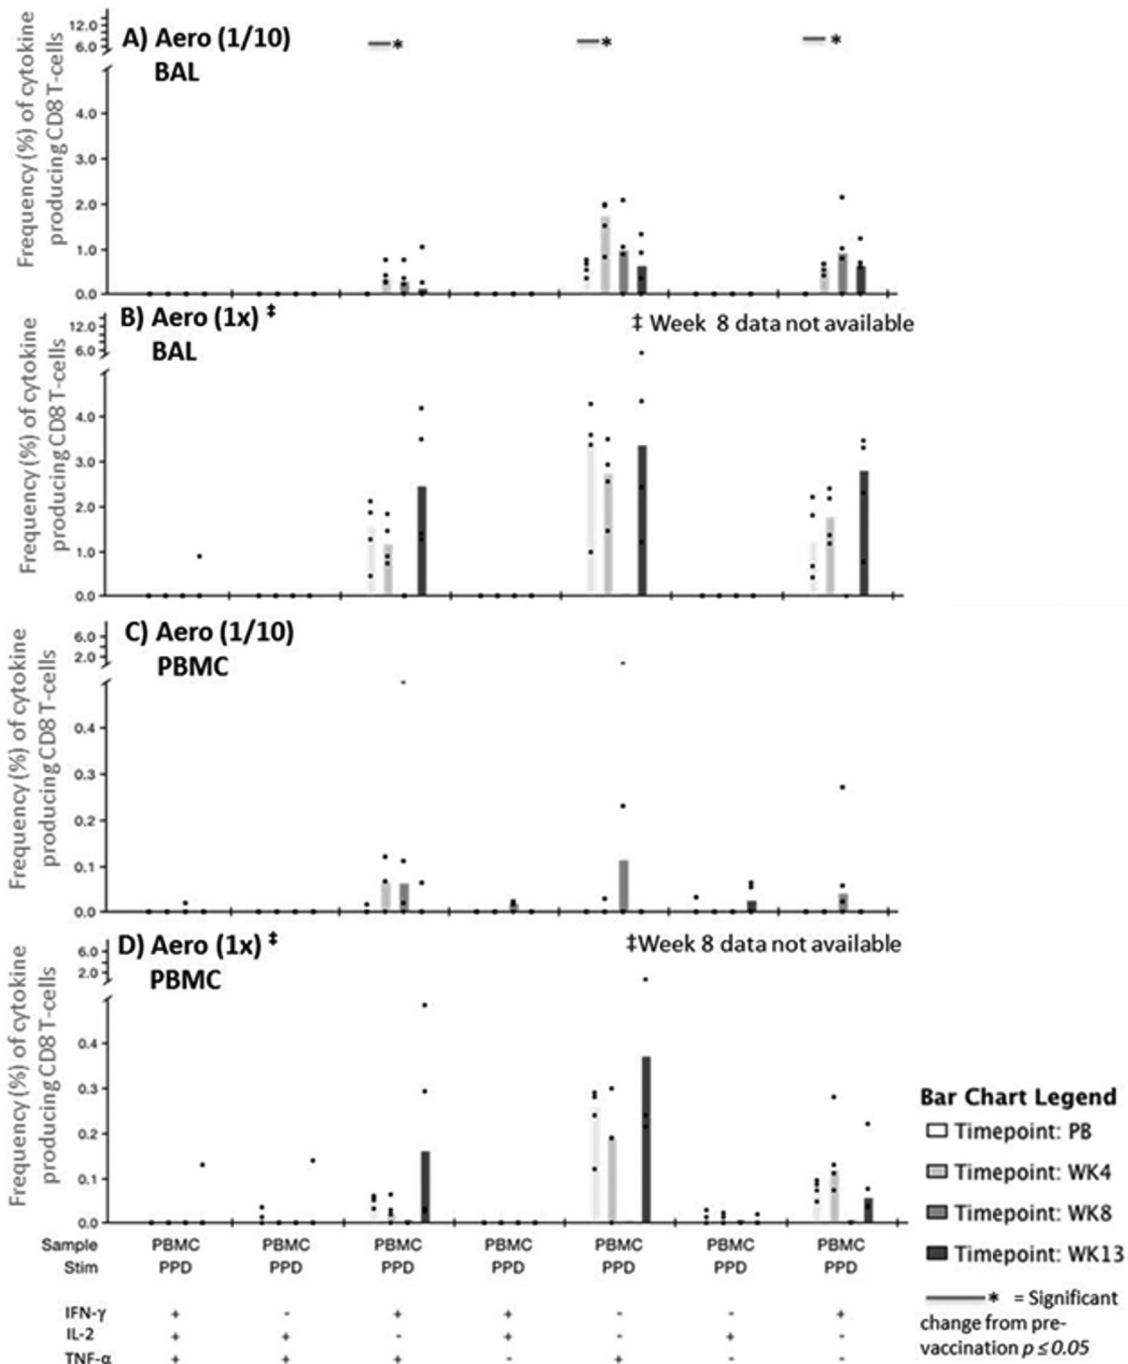 A) Aero (1/10)
BAL
Frequency (%) of cytokine
producing CD8 T-cells
12.0
6.0
4.0
3.0
2.0
1.0
0.0
*
*
*
B) Aero (1x) ‡
BAL
‡ Week 8 data not available
Frequency (%) of cytokine
producing CD8 T-cells
12.0
6.0
4.0
3.0
2.0
1.0
0.0
C) Aero (1/10)
PBMC
Frequency (%) of cytokine
producing CD8 T-cells
6.0
2.0
0.4
0.3
0.2
0.1
0.0
D) Aero (1x) ‡
PBMC
‡Week 8 data not available
Frequency (%) of cytokine
producing CD8 T-cells
6.0
2.0
0.4
0.3
0.2
0.1
0.0
Sample PBMC PBMC PBMC PBMC PBMC PBMC PBMC
Stim PPD PPD PPD PPD PPD PPD PPD
IFN-γ + - + + - - +
IL-2 + + - + - + -
TNF-α + + + - + - -
Bar Chart Legend
Timepoint: PB
Timepoint: WK4
Timepoint: WK8
Timepoint: WK13
* = Significant
change from pre-
vaccination p ≤ 0.05